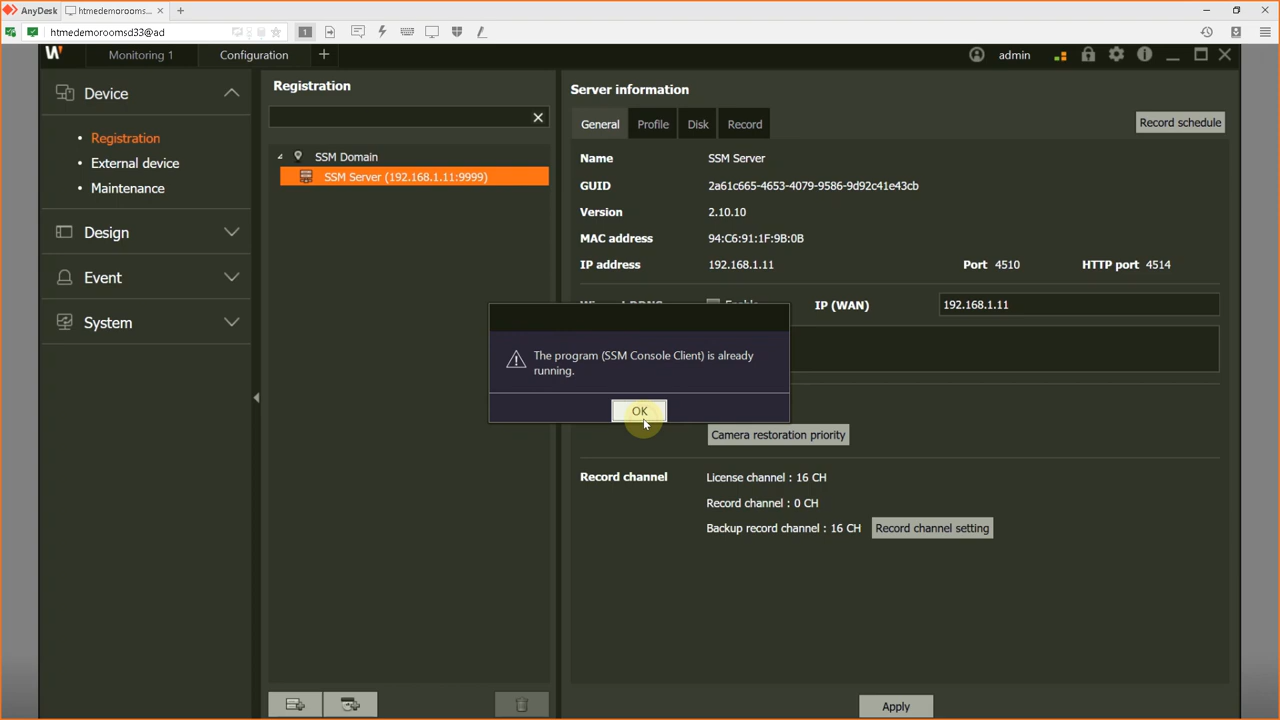 AnyDesk
htmedemorooms...
htmedemoroomsd33@ad
1
Monitoring 1
Configuration
admin
Device
Registration
External device
Maintenance
Design
Event
System
Registration
SSM Domain
SSM Server (192.168.1.11:9999)
Server information
General
Profile
Disk
Record
Record schedule
Name SSM Server
GUID 2a61c665-4653-4079-9586-9d92c41e43cb
Version 2.10.10
MAC address 94:C6:91:1F:9B:0B
IP address 192.168.1.11 Port 4510 HTTP port 4514
IP (WAN) 192.168.1.11
The program (SSM Console Client) is already
running.
OK
Camera restoration priority
Record channel License channel : 16 CH
Record channel : 0 CH
Backup record channel : 16 CH Record channel setting
Apply